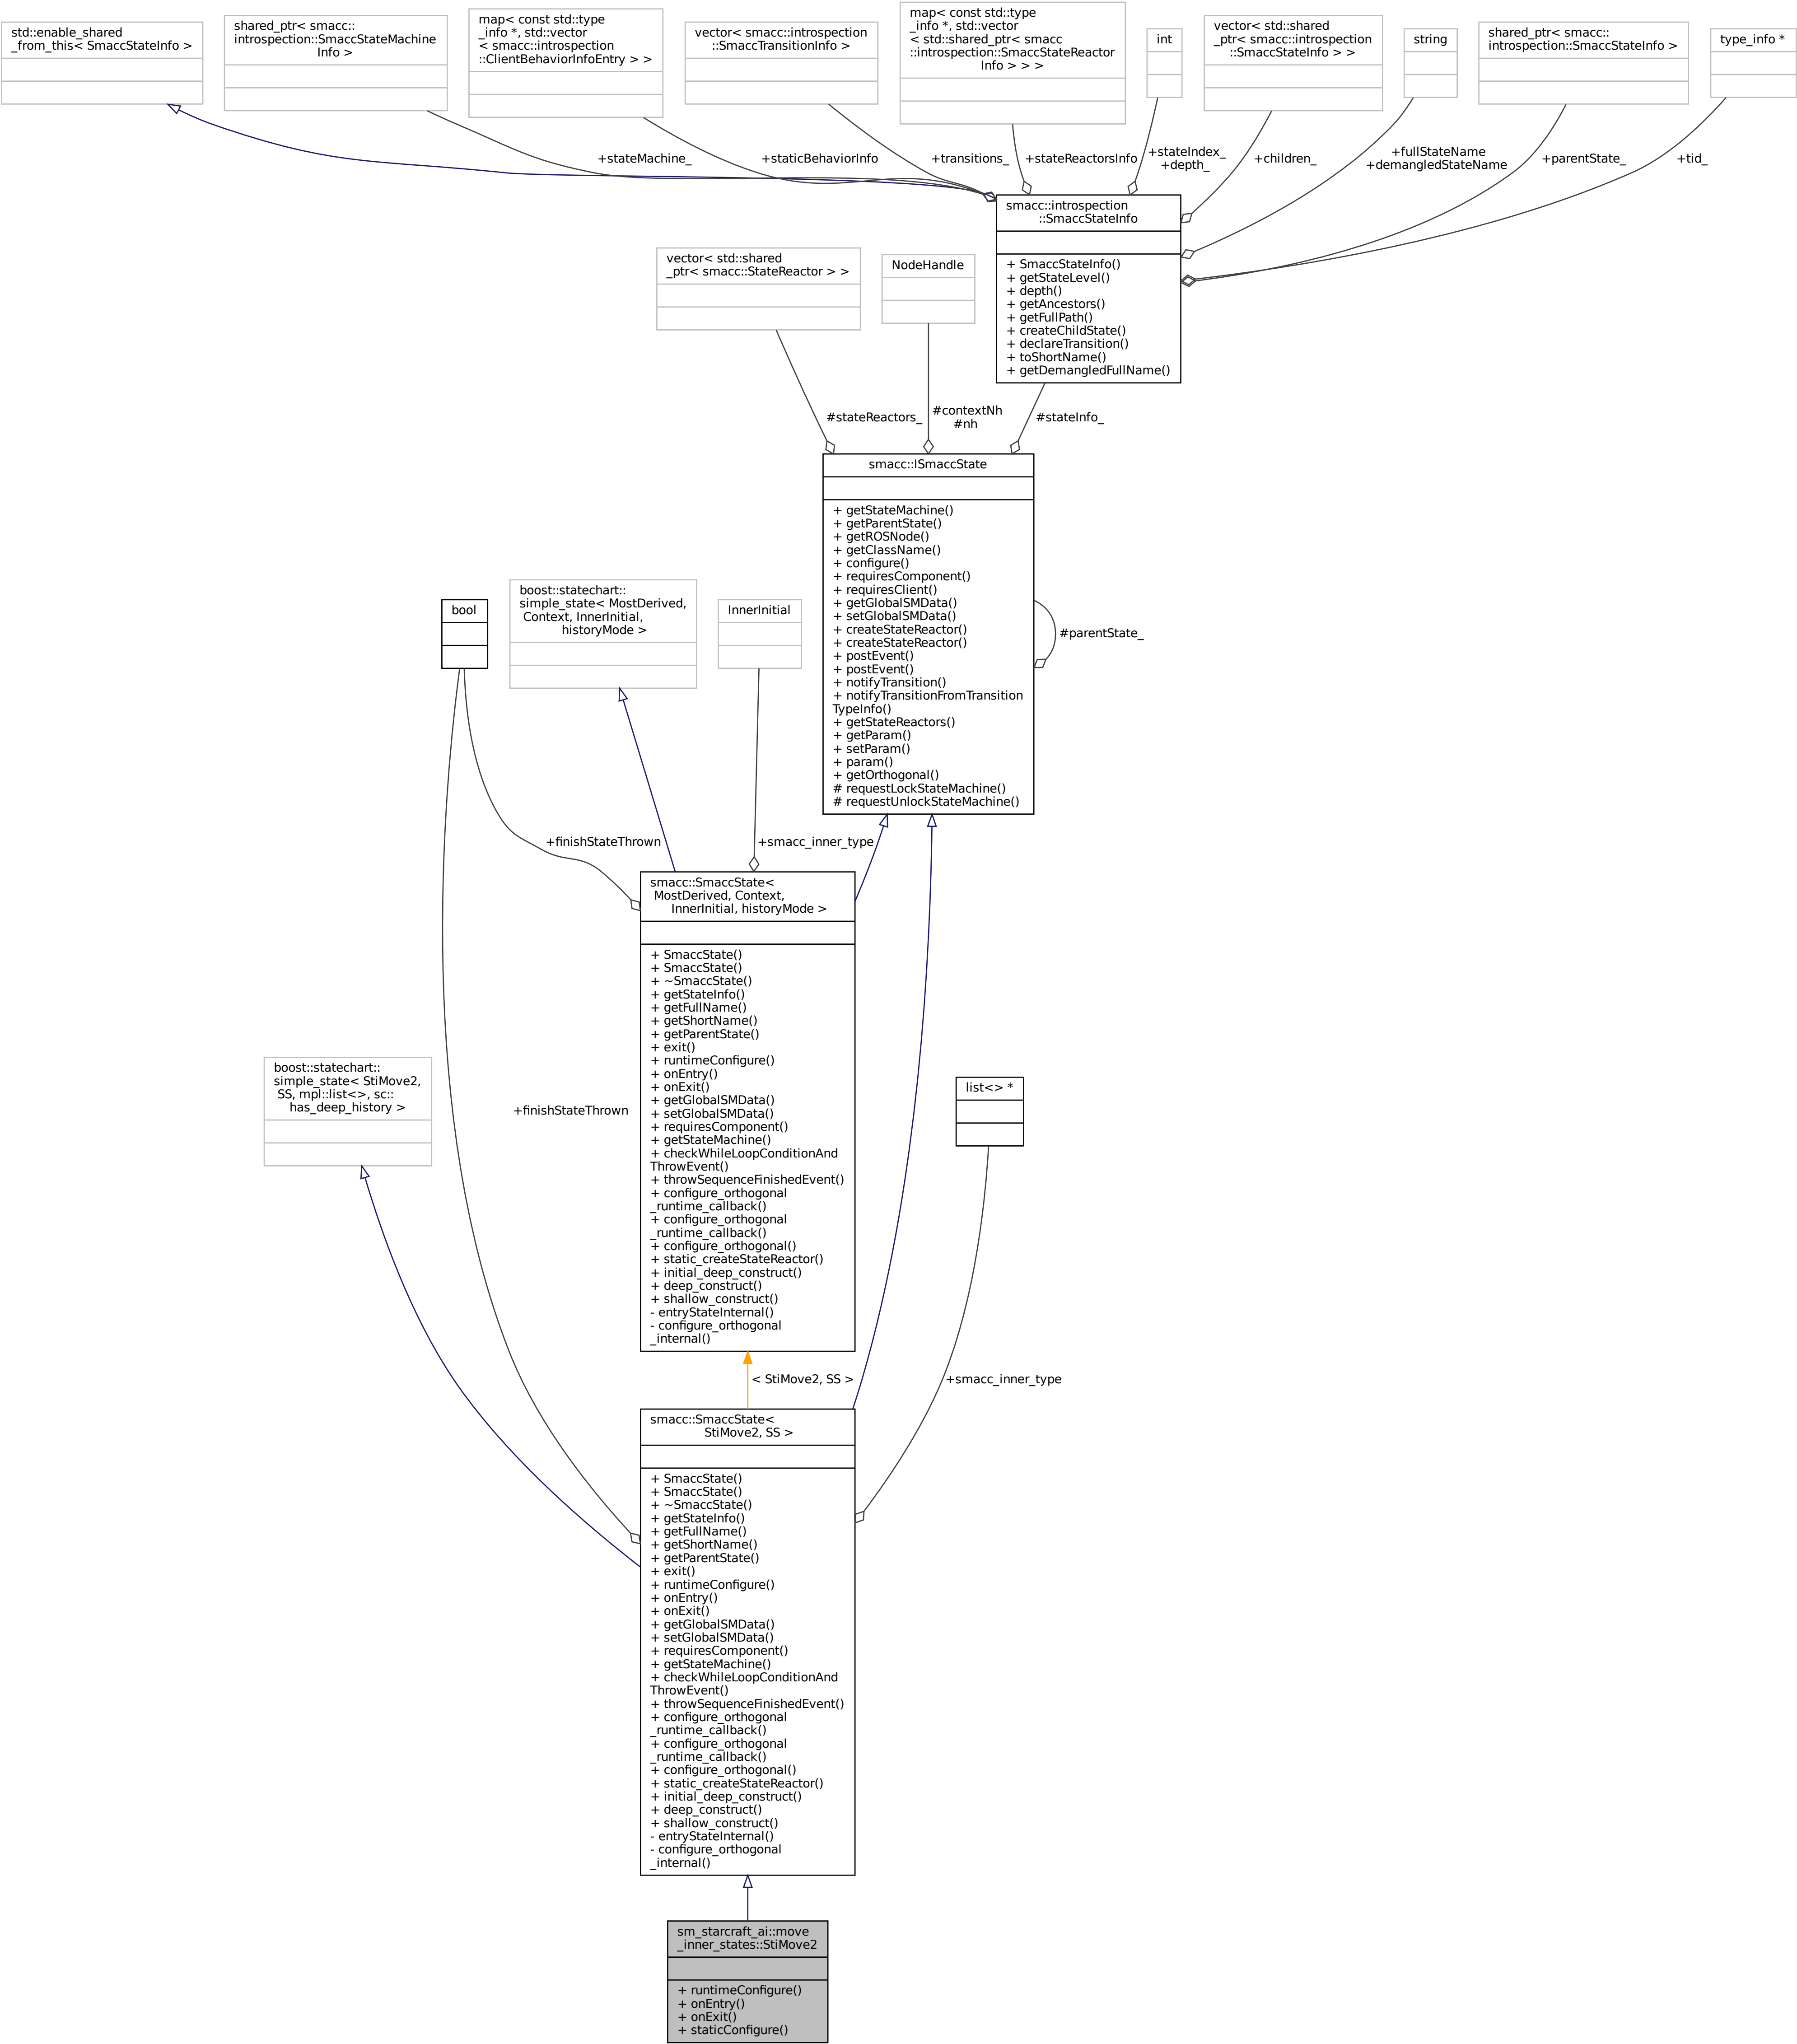 std::enable_shared
_from_this< SmaccStateInfo >
shared_ptr< smacc::
introspection::SmaccStateMachine
Info >
map< const std::type
_info *, std::vector
< smacc::introspection
::ClientBehaviorInfoEntry > >
vector< smacc::introspection
::SmaccTransitionInfo >
map< const std::type
_info *, std::vector
< std::shared_ptr< smacc
::introspection::SmaccStateReactor
Info > > >
int
vector< std::shared
_ptr< smacc::introspection
::SmaccStateInfo > >
string
shared_ptr< smacc::
introspection::SmaccStateInfo >
type_info *
+stateMachine_
+staticBehaviorInfo
+transitions_
+stateReactorsInfo
+stateIndex_
+depth_
+children_
+fullStateName
+demangledStateName
+parentState_
+tid_
smacc::introspection
::SmaccStateInfo
+ SmaccStateInfo()
+ getStateLevel()
+ depth()
+ getAncestors()
+ getFullPath()
+ createChildState()
+ declareTransition()
+ toShortName()
+ getDemangledFullName()
vector< std::shared
_ptr< smacc::StateReactor > >
NodeHandle
#stateReactors_
#contextNh
#nh
#stateInfo_
smacc::ISmaccState
+ getStateMachine()
+ getParentState()
+ getROSNode()
+ getClassName()
+ configure()
+ requiresComponent()
+ requiresClient()
+ getGlobalSMData()
+ setGlobalSMData()
+ createStateReactor()
+ createStateReactor()
+ postEvent()
+ postEvent()
+ notifyTransition()
+ notifyTransitionFromTransition
TypeInfo()
+ getStateReactors()
+ getParam()
+ setParam()
+ param()
+ getOrthogonal()
# requestLockStateMachine()
# requestUnlockStateMachine()
#parentState_
bool
boost::statechart::
simple_state< MostDerived,
Context, InnerInitial,
historyMode >
InnerInitial
+finishStateThrown
+smacc_inner_type
smacc::SmaccState<
MostDerived, Context,
InnerInitial, historyMode >
+ SmaccState()
+ SmaccState()
+ ~SmaccState()
+ getStateInfo()
+ getFullName()
+ getShortName()
+ getParentState()
+ exit()
+ runtimeConfigure()
+ onEntry()
+ onExit()
+ getGlobalSMData()
+ setGlobalSMData()
+ requiresComponent()
+ getStateMachine()
+ checkWhileLoopConditionAnd
ThrowEvent()
+ throwSequenceFinishedEvent()
+ configure_orthogonal
_runtime_callback()
+ configure_orthogonal
_runtime_callback()
+ configure_orthogonal()
+ static_createStateReactor()
+ initial_deep_construct()
+ deep_construct()
+ shallow_construct()
- entryStateInternal()
- configure_orthogonal
_internal()
boost::statechart::
simple_state< StiMove2,
SS, mpl::list<>, sc::
has_deep_history >
+finishStateThrown
list<> *
< StiMove2, SS >
+smacc_inner_type
smacc::SmaccState<
StiMove2, SS >
+ SmaccState()
+ SmaccState()
+ ~SmaccState()
+ getStateInfo()
+ getFullName()
+ getShortName()
+ getParentState()
+ exit()
+ runtimeConfigure()
+ onEntry()
+ onExit()
+ getGlobalSMData()
+ setGlobalSMData()
+ requiresComponent()
+ getStateMachine()
+ checkWhileLoopConditionAnd
ThrowEvent()
+ throwSequenceFinishedEvent()
+ configure_orthogonal
_runtime_callback()
+ configure_orthogonal
_runtime_callback()
+ configure_orthogonal()
+ static_createStateReactor()
+ initial_deep_construct()
+ deep_construct()
+ shallow_construct()
- entryStateInternal()
- configure_orthogonal
_internal()
sm_starcraft_ai::move
_inner_states::StiMove2
+ runtimeConfigure()
+ onEntry()
+ onExit()
+ staticConfigure()